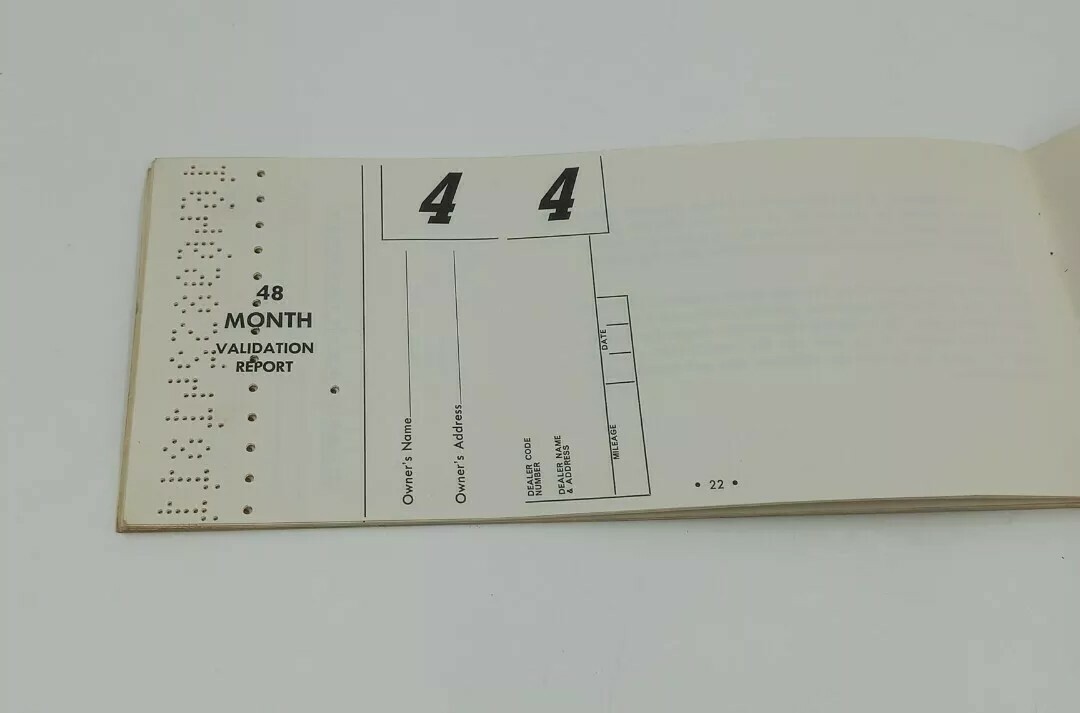 48
MONTH
VALIDATION
REPORT
4 4
Owner's Name
Owner's Address
DEALER CODE
NUMBER
DEALER NAME
& ADDRESS
MILEAGE
DATE
• 22 •